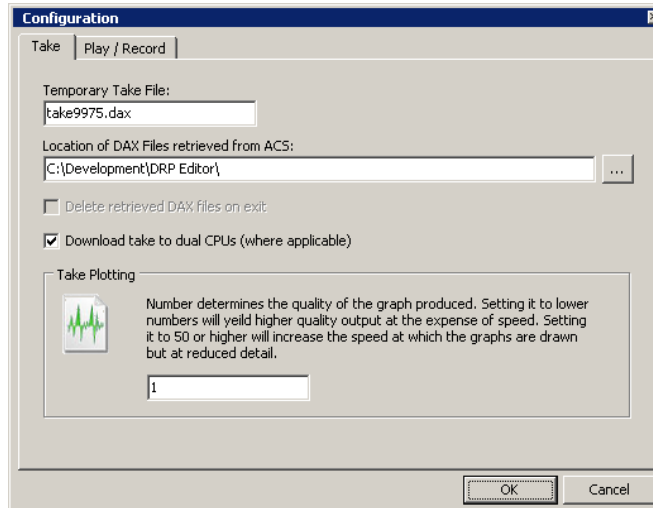 Configuration
Take
Play / Record
Temporary Take File:
take9975.dax
Location of DAX Files retrieved from ACS:
C:\Development\DRP Editor\
...
Delete retrieved DAX files on exit
Download take to dual CPUs (where applicable)
Take Plotting
Number determines the quality of the graph produced. Setting it to lower
numbers will yeild higher quality output at the expense of speed. Setting
it to 50 or higher will increase the speed at which the graphs are drawn
but at reduced detail.
1
OK
Cancel